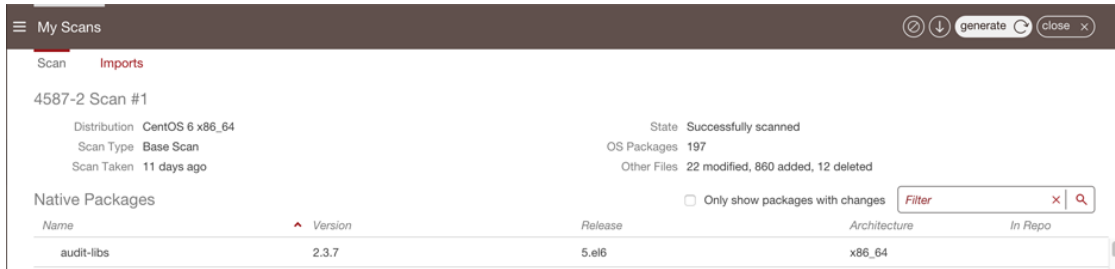 My Scans generate close
Scan Imports
4587-2 Scan #1
Distribution CentOS 6 x86_64 State Successfully scanned
Scan Type Base Scan OS Packages 197
Scan Taken 11 days ago Other Files 22 modified, 860 added, 12 deleted
Native Packages Only show packages with changes Filter
Name Version Release Architecture In Repo
audit-libs 2.3.7 5.el6 x86_64